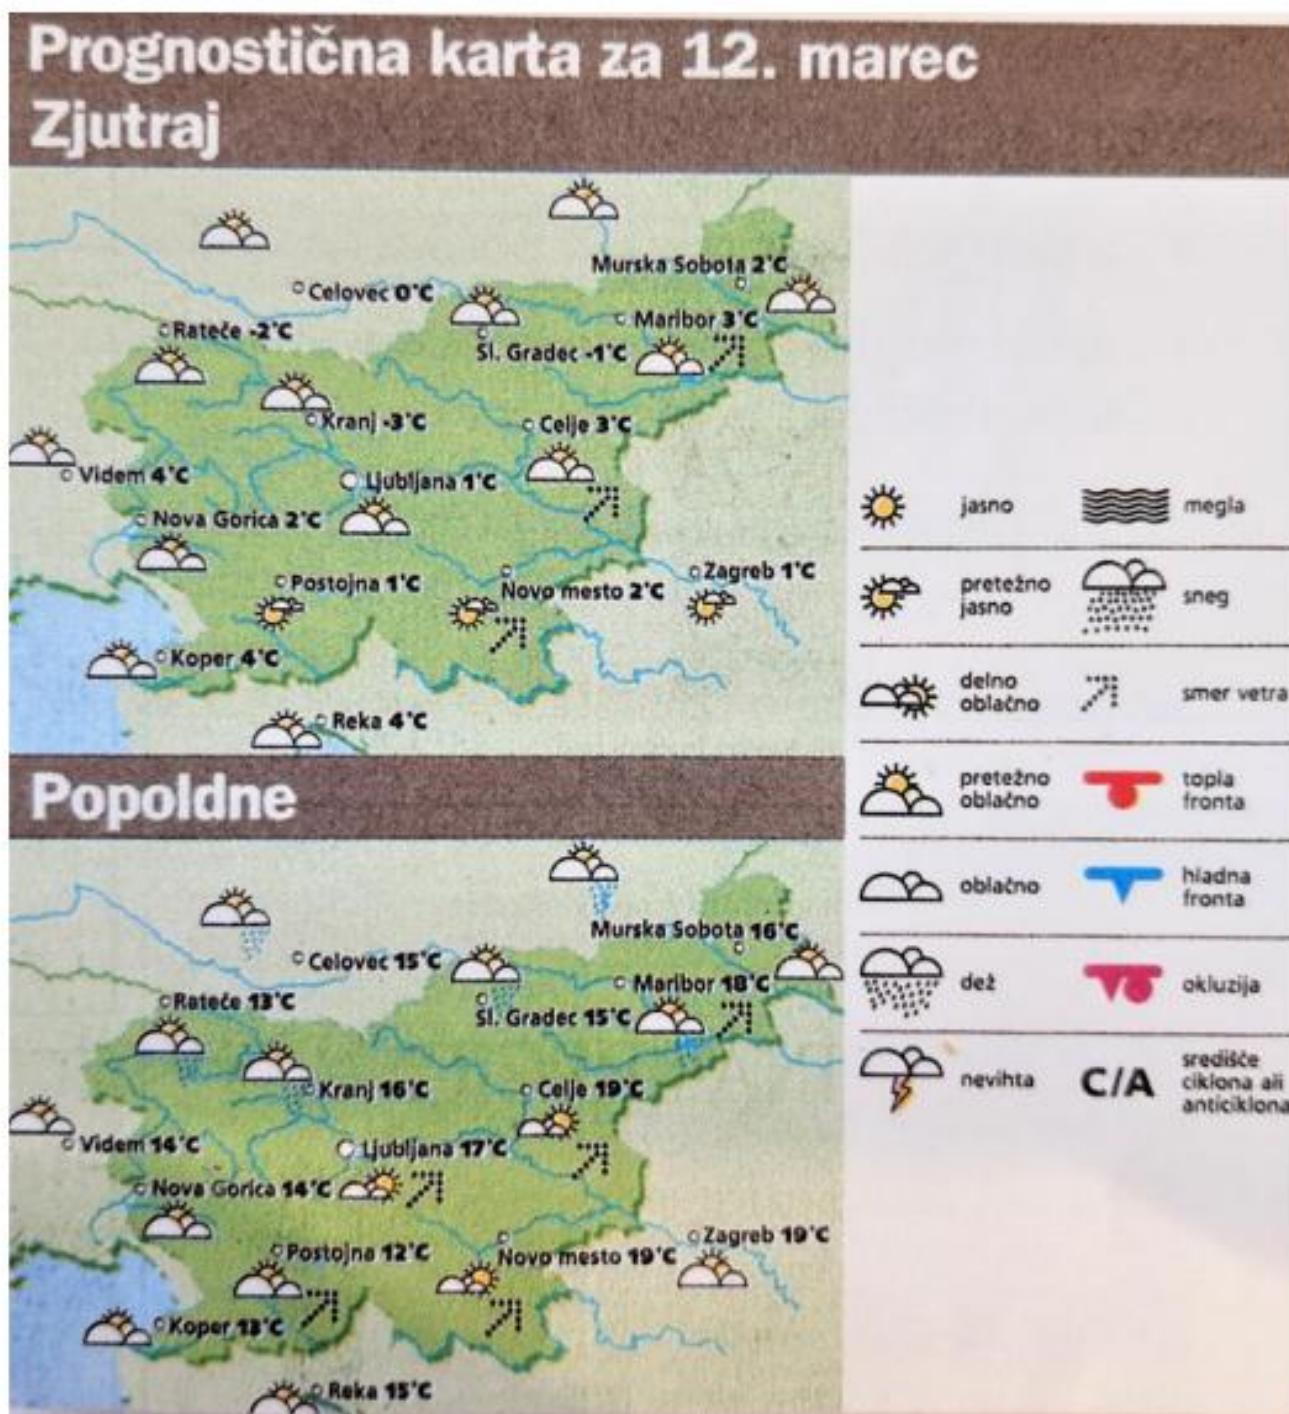 Prognostična karta za 12. marec
Zjutraj
Murska Sobota 2°C
Celovec 0°C
Maribor 3°C
Rateče -2°C
Sl. Gradec -1°C
Kranj -3°C
Celje 3°C
Videm 4°C
Ljubljana 1°C
Nova Gorica 2°C
Postojna 1°C
Novo mesto 2°C
Zagreb 1°C
Koper 4°C
Reka 4°C
Popoldne
Murska Sobota 16°C
Celovec 15°C
Maribor 18°C
Rateče 13°C
Sl. Gradec 15°C
Kranj 16°C
Celje 19°C
Videm 14°C
Ljubljana 17°C
Nova Gorica 14°C
Postojna 12°C
Novo mesto 19°C
Zagreb 19°C
Koper 13°C
Reka 15°C
jasno
megla
pretežno
jasno
sneg
delno
oblačno
smer vetra
pretežno
oblačno
topla
fronta
oblačno
hladna
fronta
dež
okluzija
nevihta
C/A
središče
ciklona ali
anticiklona